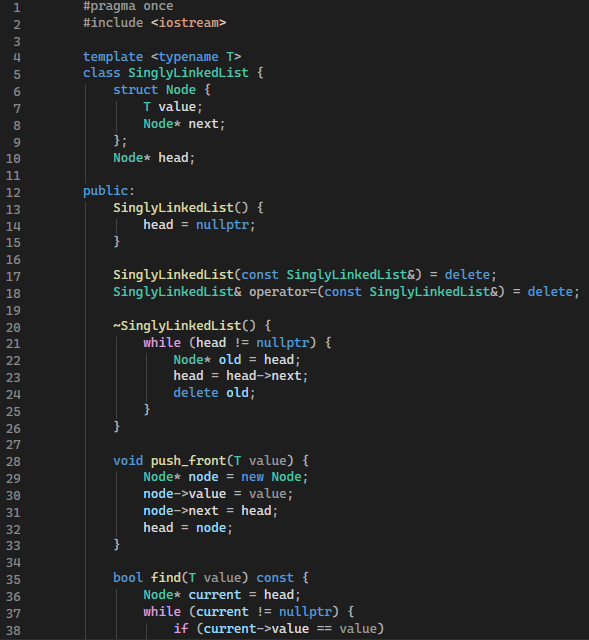 1 #pragma once
2 #include <iostream>
3
4 template <typename T>
5 class SinglyLinkedList {
6     struct Node {
7         T value;
8         Node* next;
9     };
10     Node* head;
11
12 public:
13     SinglyLinkedList() {
14         head = nullptr;
15     }
16
17     SinglyLinkedList(const SinglyLinkedList&) = delete;
18     SinglyLinkedList& operator=(const SinglyLinkedList&) = delete;
19
20     ~SinglyLinkedList() {
21         while (head != nullptr) {
22             Node* old = head;
23             head = head->next;
24             delete old;
25         }
26     }
27
28     void push_front(T value) {
29         Node* node = new Node;
30         node->value = value;
31         node->next = head;
32         head = node;
33     }
34
35     bool find(T value) const {
36         Node* current = head;
37         while (current != nullptr) {
38             if (current->value == value)